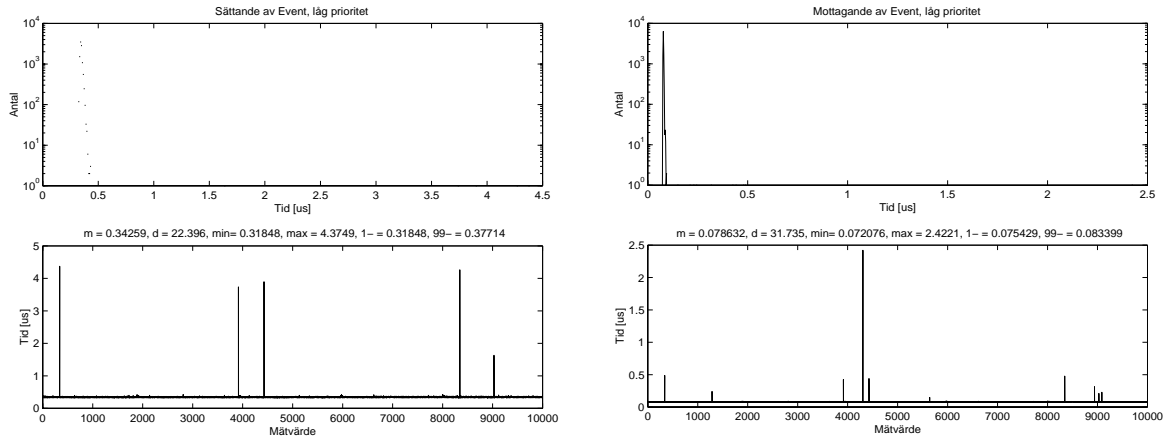 Sättande av Event, låg prioritet
10^4
10^3
10^2
10^1
10^0
Antal
0 0.5 1 1.5 2 2.5 3 3.5 4 4.5
Tid [us]
m = 0.34259, d = 22.396, min= 0.31848, max = 4.3749, 1− = 0.31848, 99− = 0.37714
5
4
3
2
1
0
Tid [us]
0 1000 2000 3000 4000 5000 6000 7000 8000 9000 10000
Mätvärde
Mottagande av Event, låg prioritet
10^4
10^3
10^2
10^1
10^0
Antal
0 0.5 1 1.5 2 2.5
Tid [us]
m = 0.078632, d = 31.735, min= 0.072076, max = 2.4221, 1− = 0.075429, 99− = 0.083399
2.5
2
1.5
1
0.5
0
Tid [us]
0 1000 2000 3000 4000 5000 6000 7000 8000 9000 10000
Mätvärde